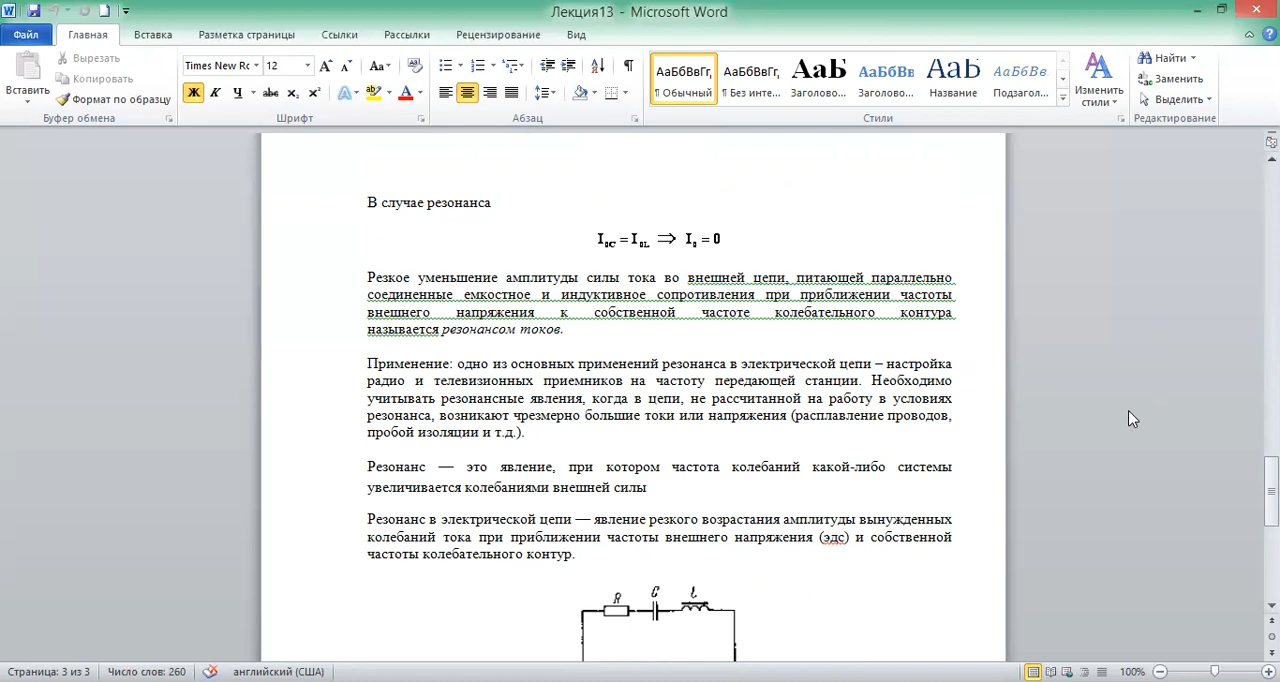 Лекция13 - Microsoft Word
Файл Главная Вставка Разметка страницы Ссылки Рассылки Рецензирование Вид
Вставить
Вырезать
Копировать
Формат по образцу
Буфер обмена
Times New Rc 12
Ж К Ч abc x₂ x²
Шрифт
Абзац
АаБбВвГг, АаБбВвГг, АаБ АаБбВв АаБ АаБбВв
¶ Обычный ¶ Без инте... Заголово... Заголово... Название Подзагол...
Стили
Изменить стили
Найти
Заменить
Выделить
Редактирование
В случае резонанса
I₀C = I₀L ⇒ I₀ = 0
Резкое уменьшение амплитуды силы тока во внешней цепи, питающей параллельно
соединенные емкостное и индуктивное сопротивления при приближении частоты
внешнего напряжения к собственной частоте колебательного контура
называется резонансом токов.
Применение: одно из основных применений резонанса в электрической цепи – настройка
радио и телевизионных приемников на частоту передающей станции. Необходимо
учитывать резонансные явления, когда в цепи, не рассчитанной на работу в условиях
резонанса, возникают чрезмерно большие токи или напряжения (расплавление проводов,
пробой изоляции и т.д.).
Резонанс — это явление, при котором частота колебаний какой-либо системы
увеличивается колебаниями внешней силы
Резонанс в электрической цепи — явление резкого возрастания амплитуды вынужденных
колебаний тока при приближении частоты внешнего напряжения (эдс) и собственной
частоты колебательного контур.
R C L
Страница: 3 из 3 Число слов: 260 английский (США) 100%